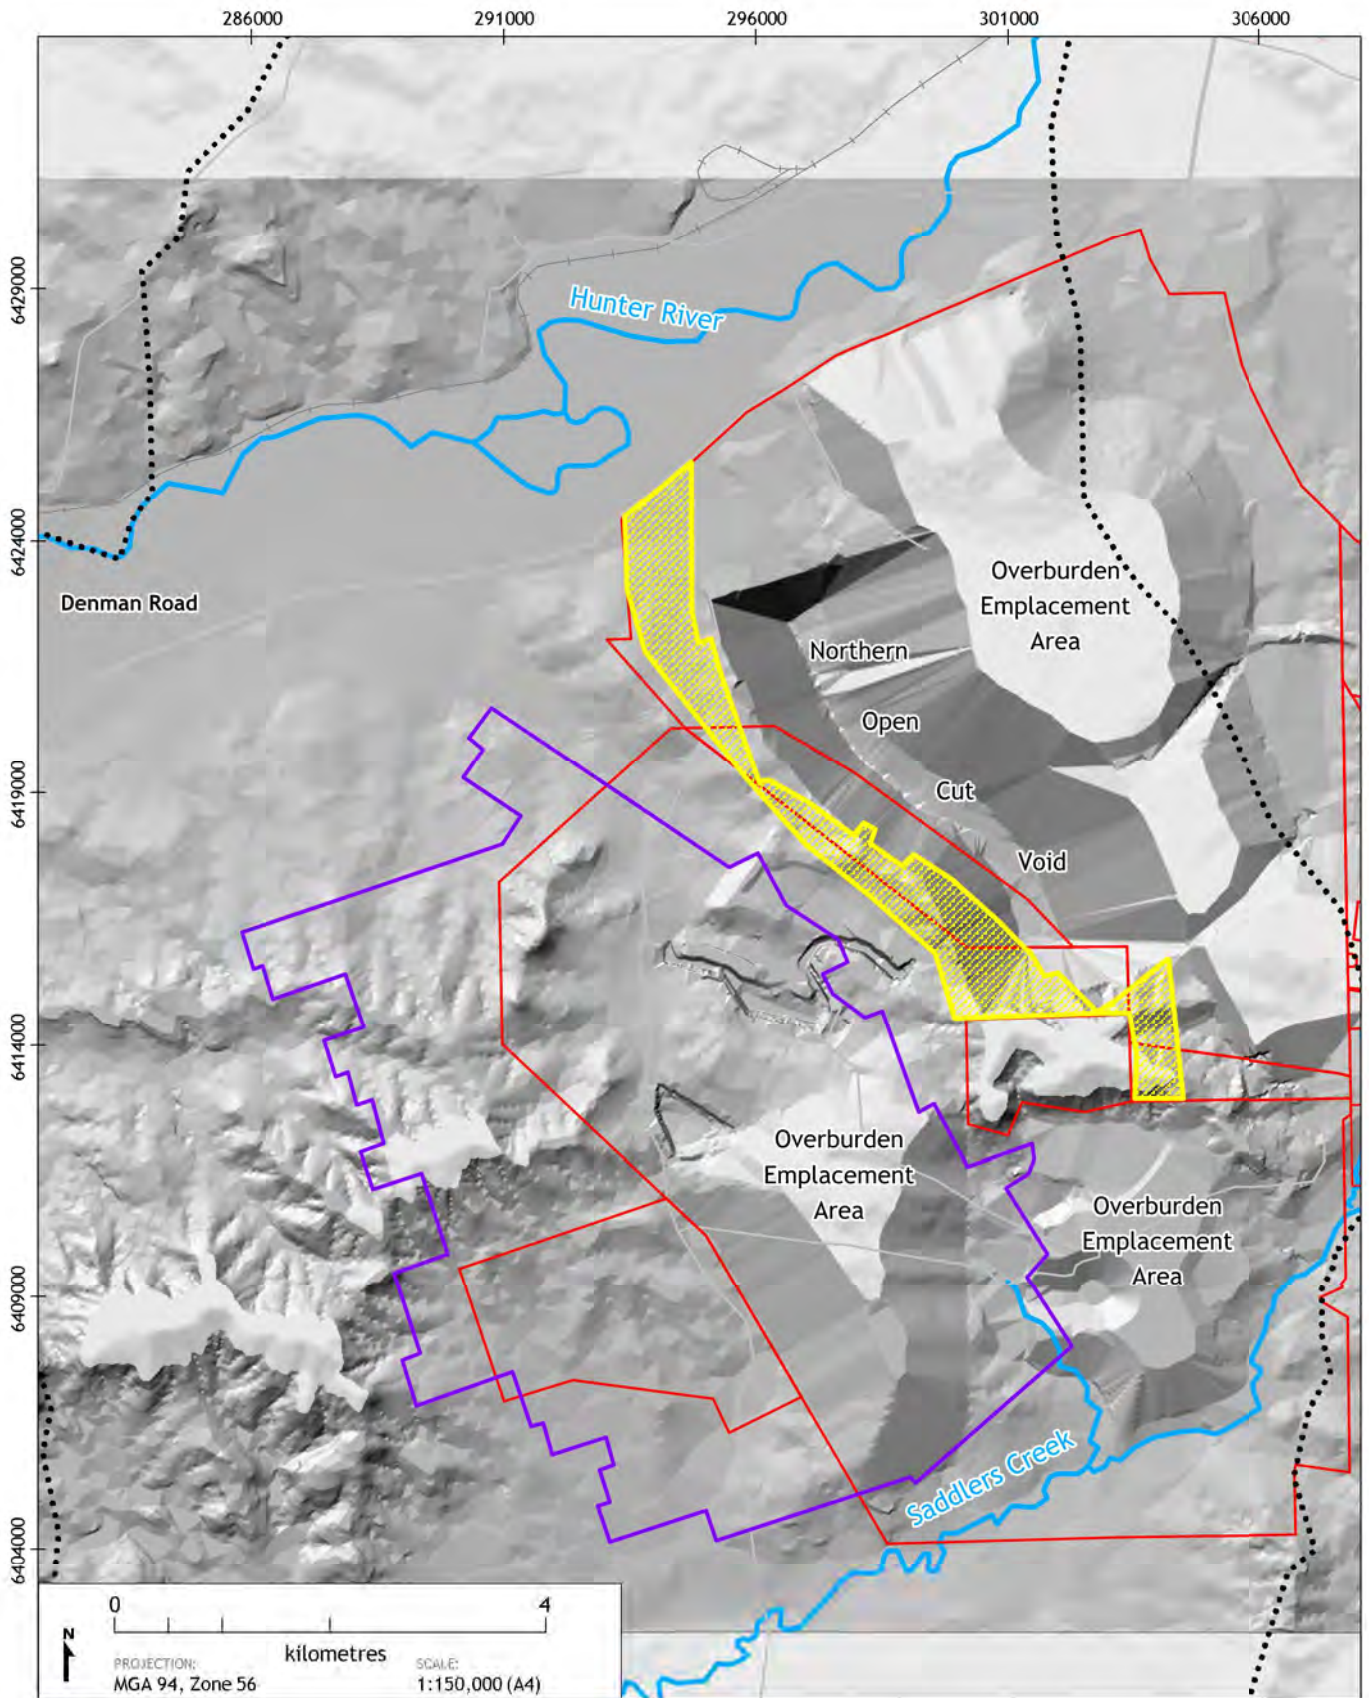 286000
291000
296000
301000
306000
6429000
6424000
6419000
6414000
6409000
6404000
Hunter River
Denman Road
Overburden
Emplacement
Area
Northern
Open
Cut
Void
Overburden
Emplacement
Area
Overburden
Emplacement
Area
Saddlers Creek
0
4
kilometres
N
PROJECTION:
MGA 94, Zone 56
SCALE:
1:150,000 (A4)